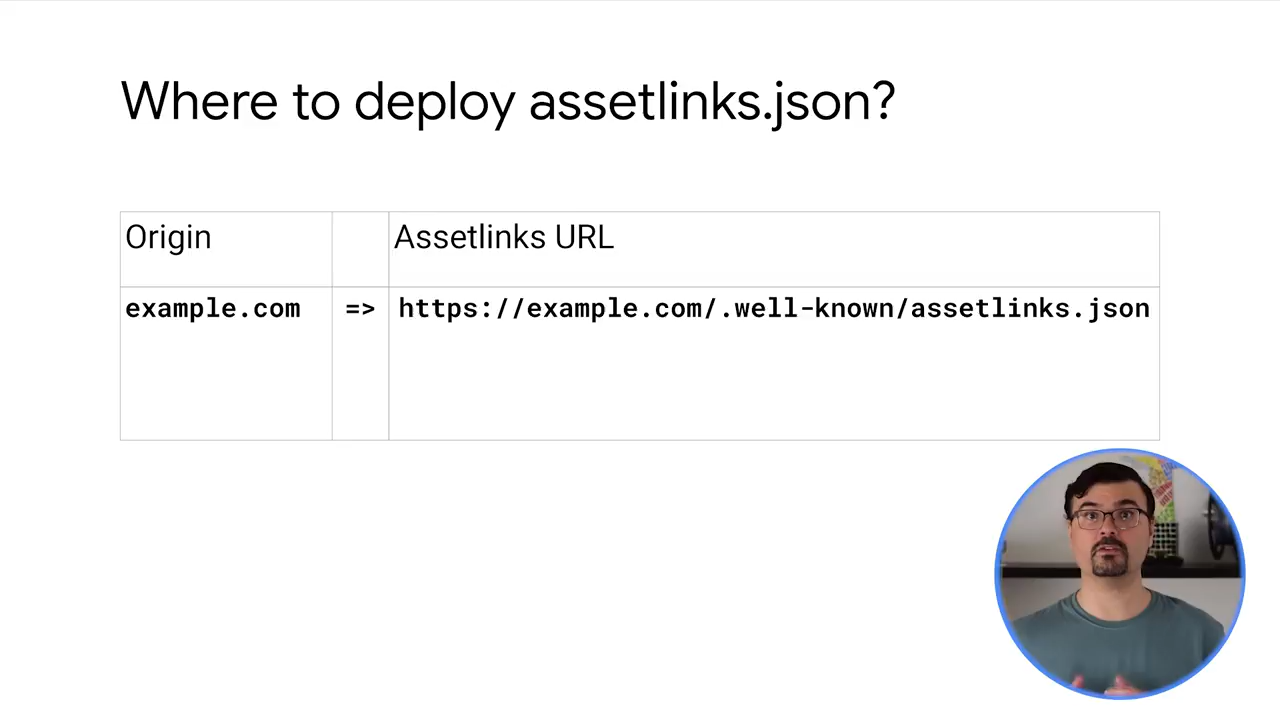 Where to deploy assetlinks.json?
Origin Assetlinks URL
example.com => https://example.com/.well-known/assetlinks.json